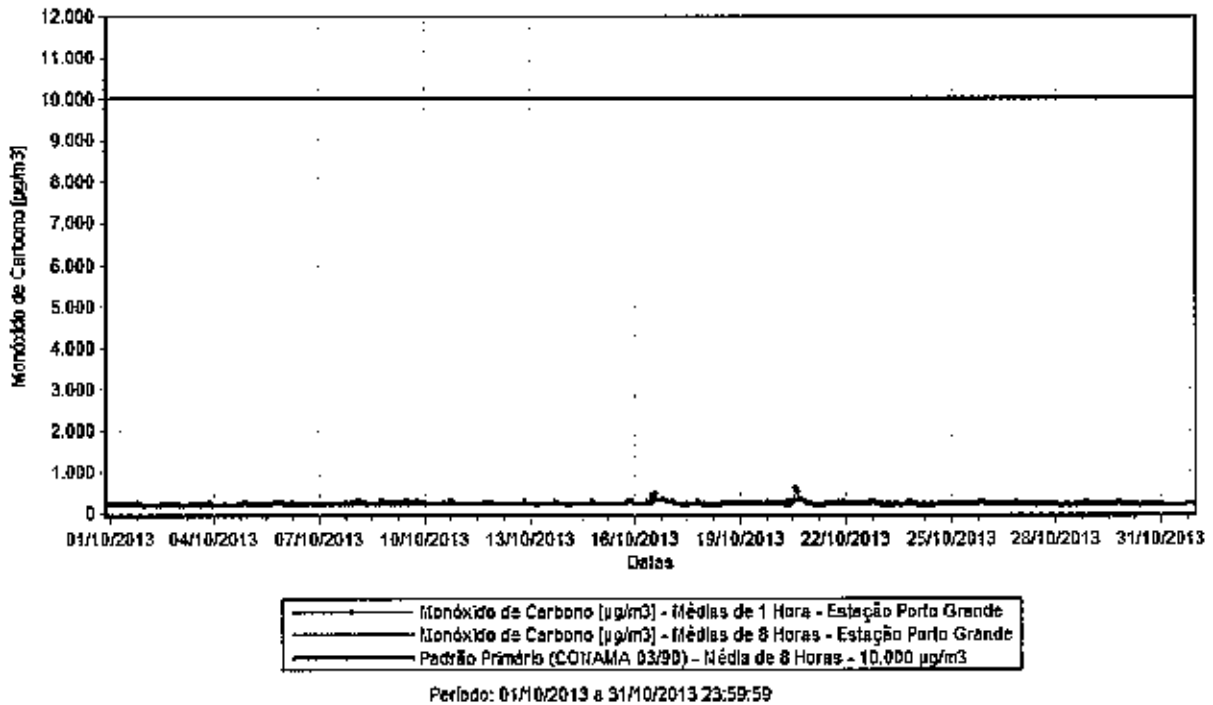 12.000
11.000
10.000
9.000
8.000
7.000
6.000
5.000
4.000
3.000
2.000
1.000
0
Monóxido de Carbono [µg/m3]
01/10/2013 04/10/2013 07/10/2013 10/10/2013 13/10/2013 16/10/2013 19/10/2013 22/10/2013 25/10/2013 28/10/2013 31/10/2013
Datas
Monóxido de Carbono [µg/m3] - Médias de 1 Hora - Estação Porto Grande
Monóxido de Carbono [µg/m3] - Médias de 8 Horas - Estação Porto Grande
Padrão Primário (CONAMA 03/90) - Média de 8 Horas - 10.000 µg/m3
Período: 01/10/2013 a 31/10/2013 23:59:59